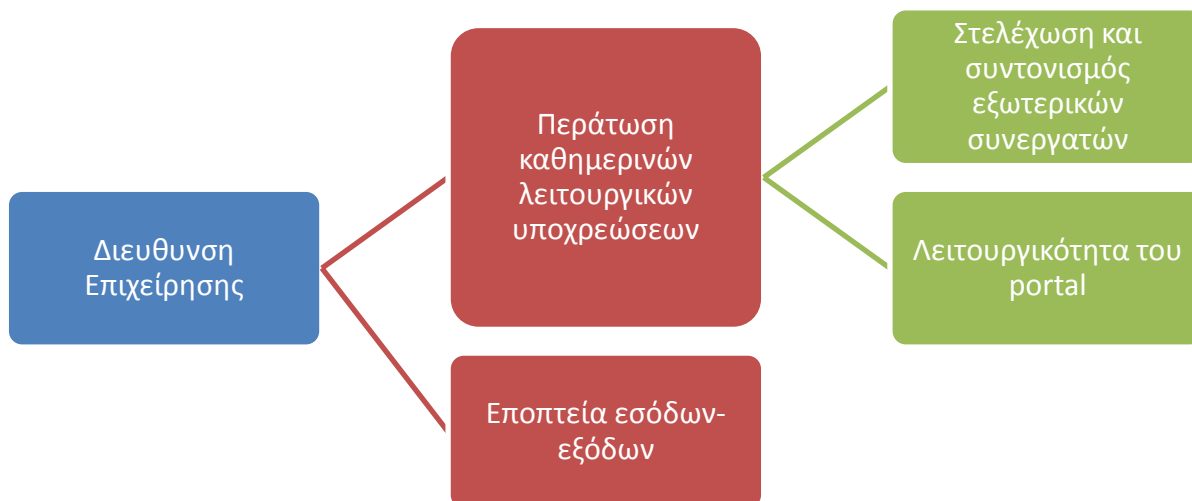 Διευθυνση
Επιχείρησης
Περάτωση
καθημερινών
λειτουργικών
υποχρεώσεων
Εποπτεία εσόδων-
εξόδων
Στελέχωση και
συντονισμός
εξωτερικών
συνεργατών
Λειτουργικότητα του
portal